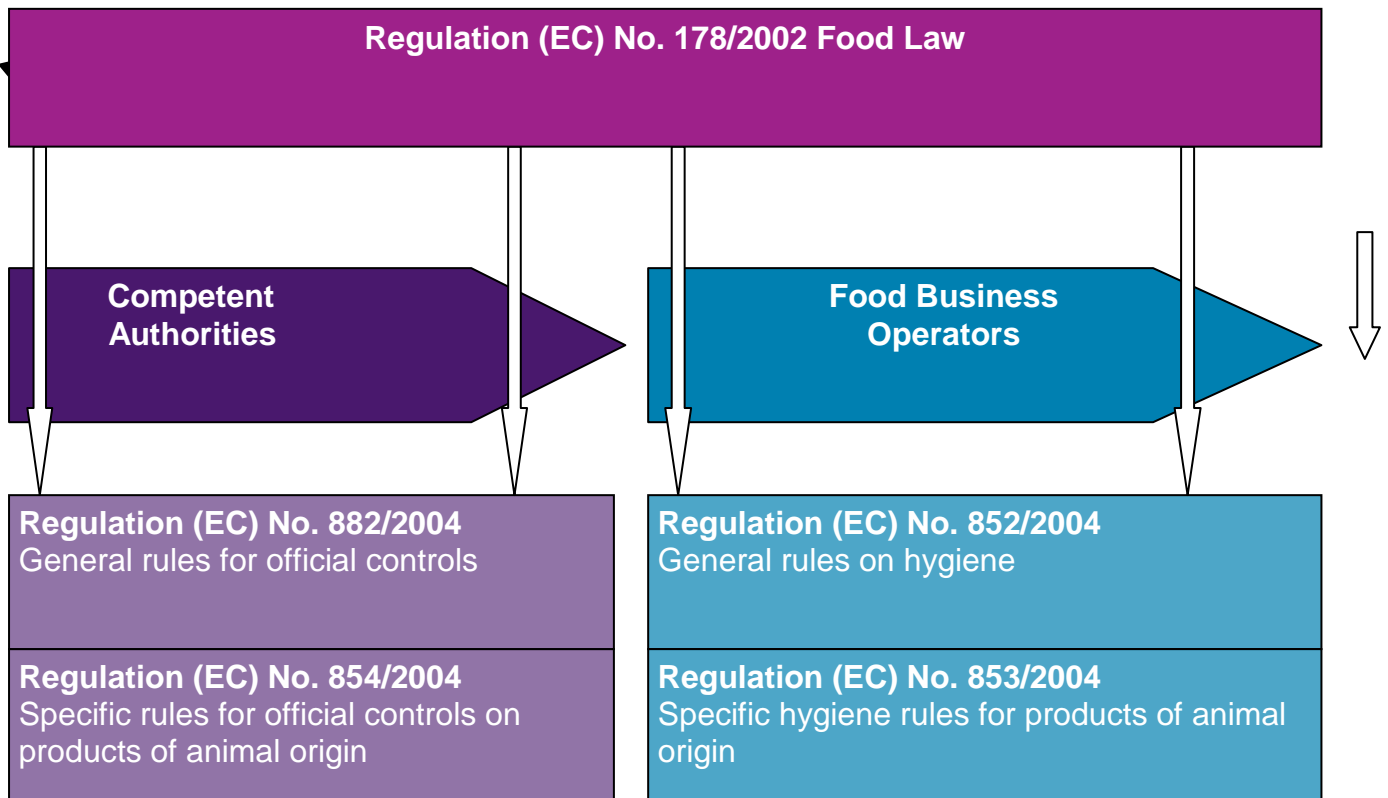 Regulation (EC) No. 178/2002 Food Law
Competent
Authorities
Food Business
Operators
Regulation (EC) No. 882/2004
General rules for official controls
Regulation (EC) No. 854/2004
Specific rules for official controls on
products of animal origin
Regulation (EC) No. 852/2004
General rules on hygiene
Regulation (EC) No. 853/2004
Specific hygiene rules for products of animal
origin